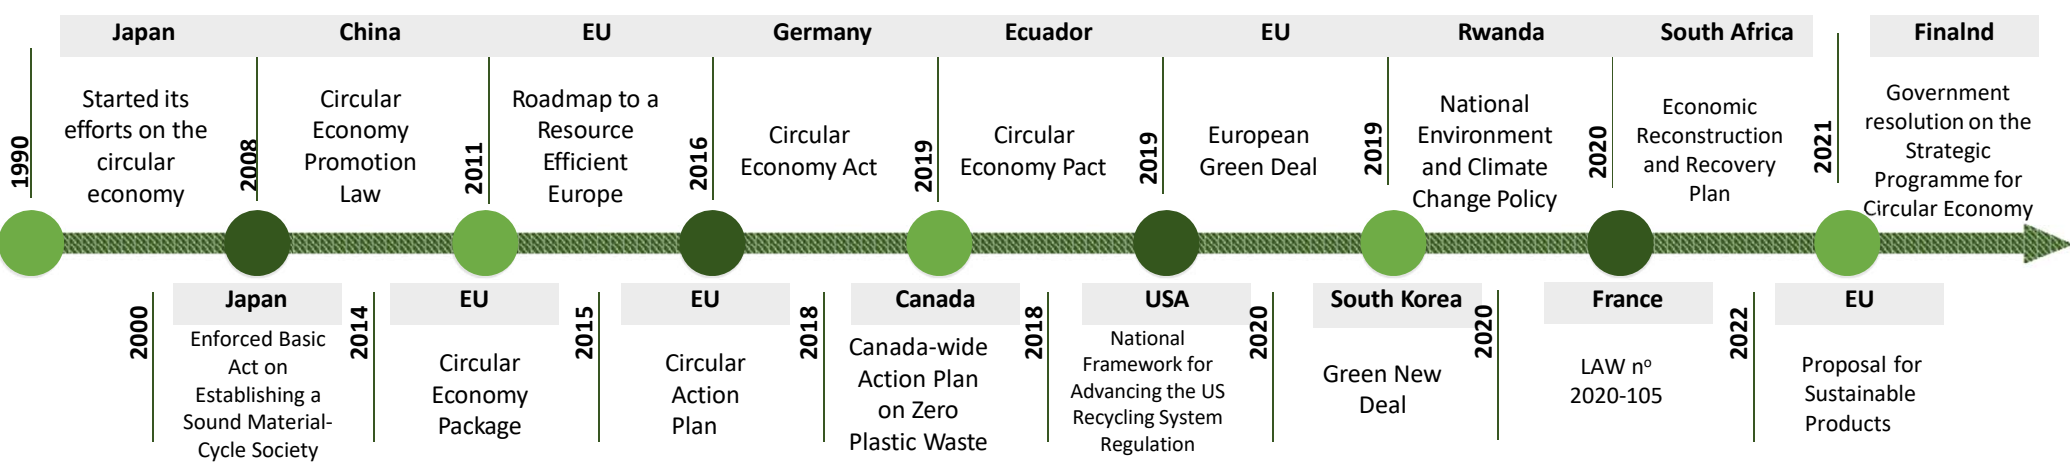 1990
Japan
Started its
efforts on the
circular
economy
2008
China
Circular
Economy
Promotion
Law
2011
EU
Roadmap to a
Resource
Efficient
Europe
2016
Germany
Circular
Economy Act
2019
Ecuador
Circular
Economy Pact
2019
EU
European
Green Deal
2019
Rwanda
National
Environment
and Climate
Change Policy
2020
South Africa
Economic
Reconstruction
and Recovery
Plan
2021
Finalnd
Government
resolution on the
Strategic
Programme for
Circular Economy
2000
Japan
Enforced Basic
Act on
Establishing a
Sound Material-
Cycle Society
2014
EU
Circular
Economy
Package
2015
EU
Circular
Action
Plan
2018
Canada
Canada-wide
Action Plan
on Zero
Plastic Waste
2018
USA
National
Framework for
Advancing the US
Recycling System
Regulation
2020
South Korea
Green New
Deal
2020
France
LAW nº
2020-105
2022
EU
Proposal for
Sustainable
Products